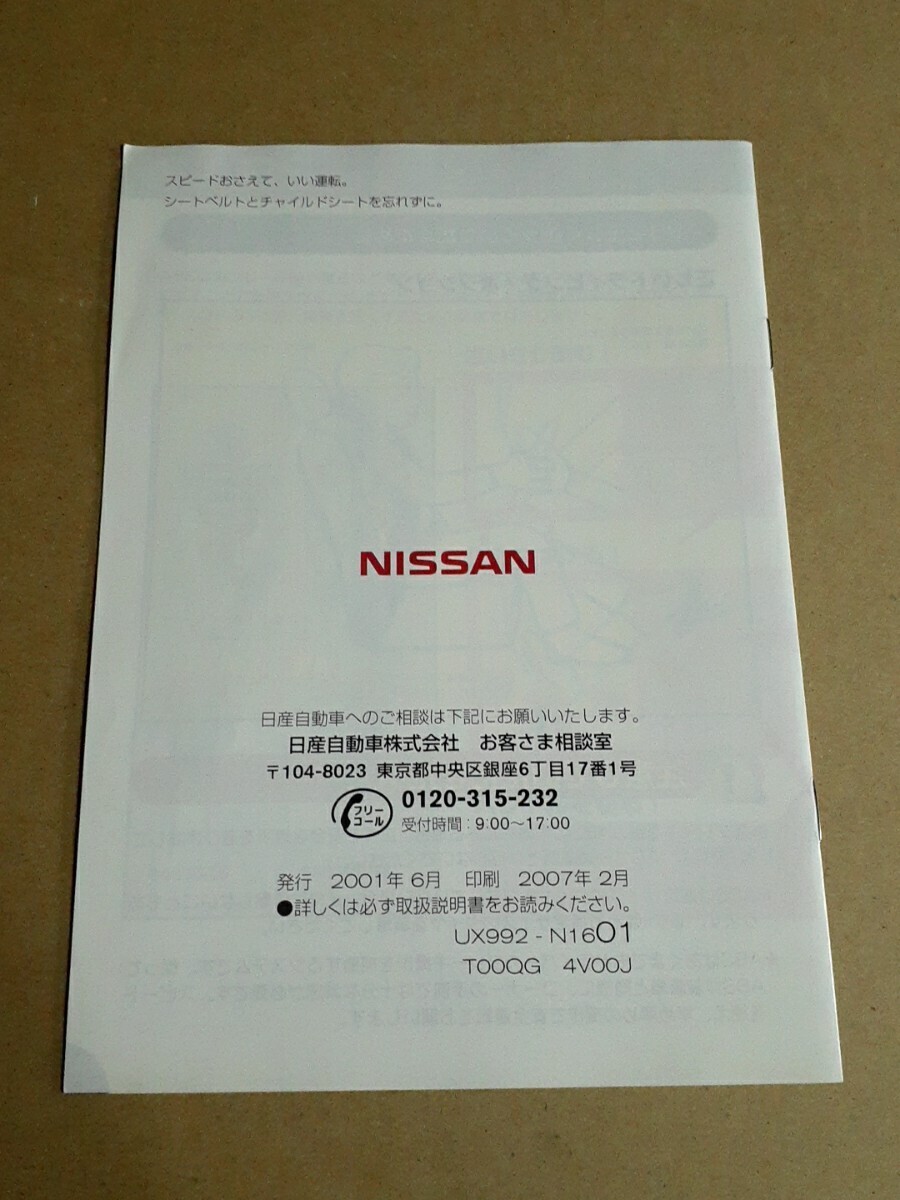 スピードおさえて、いい運転。
シートベルトとチャイルドシートを忘れずに。
NISSAN
日産自動車へのご相談は下記にお願いいたします。
日産自動車株式会社　お客さま相談室
〒104-8023 東京都中央区銀座6丁目17番1号
フリーコール 0120-315-232
受付時間：9:00～17:00
発行　2001年 6月　印刷　2007年 2月
●詳しくは必ず取扱説明書をお読みください。
UX992 - N1601
T00QG　4V00J